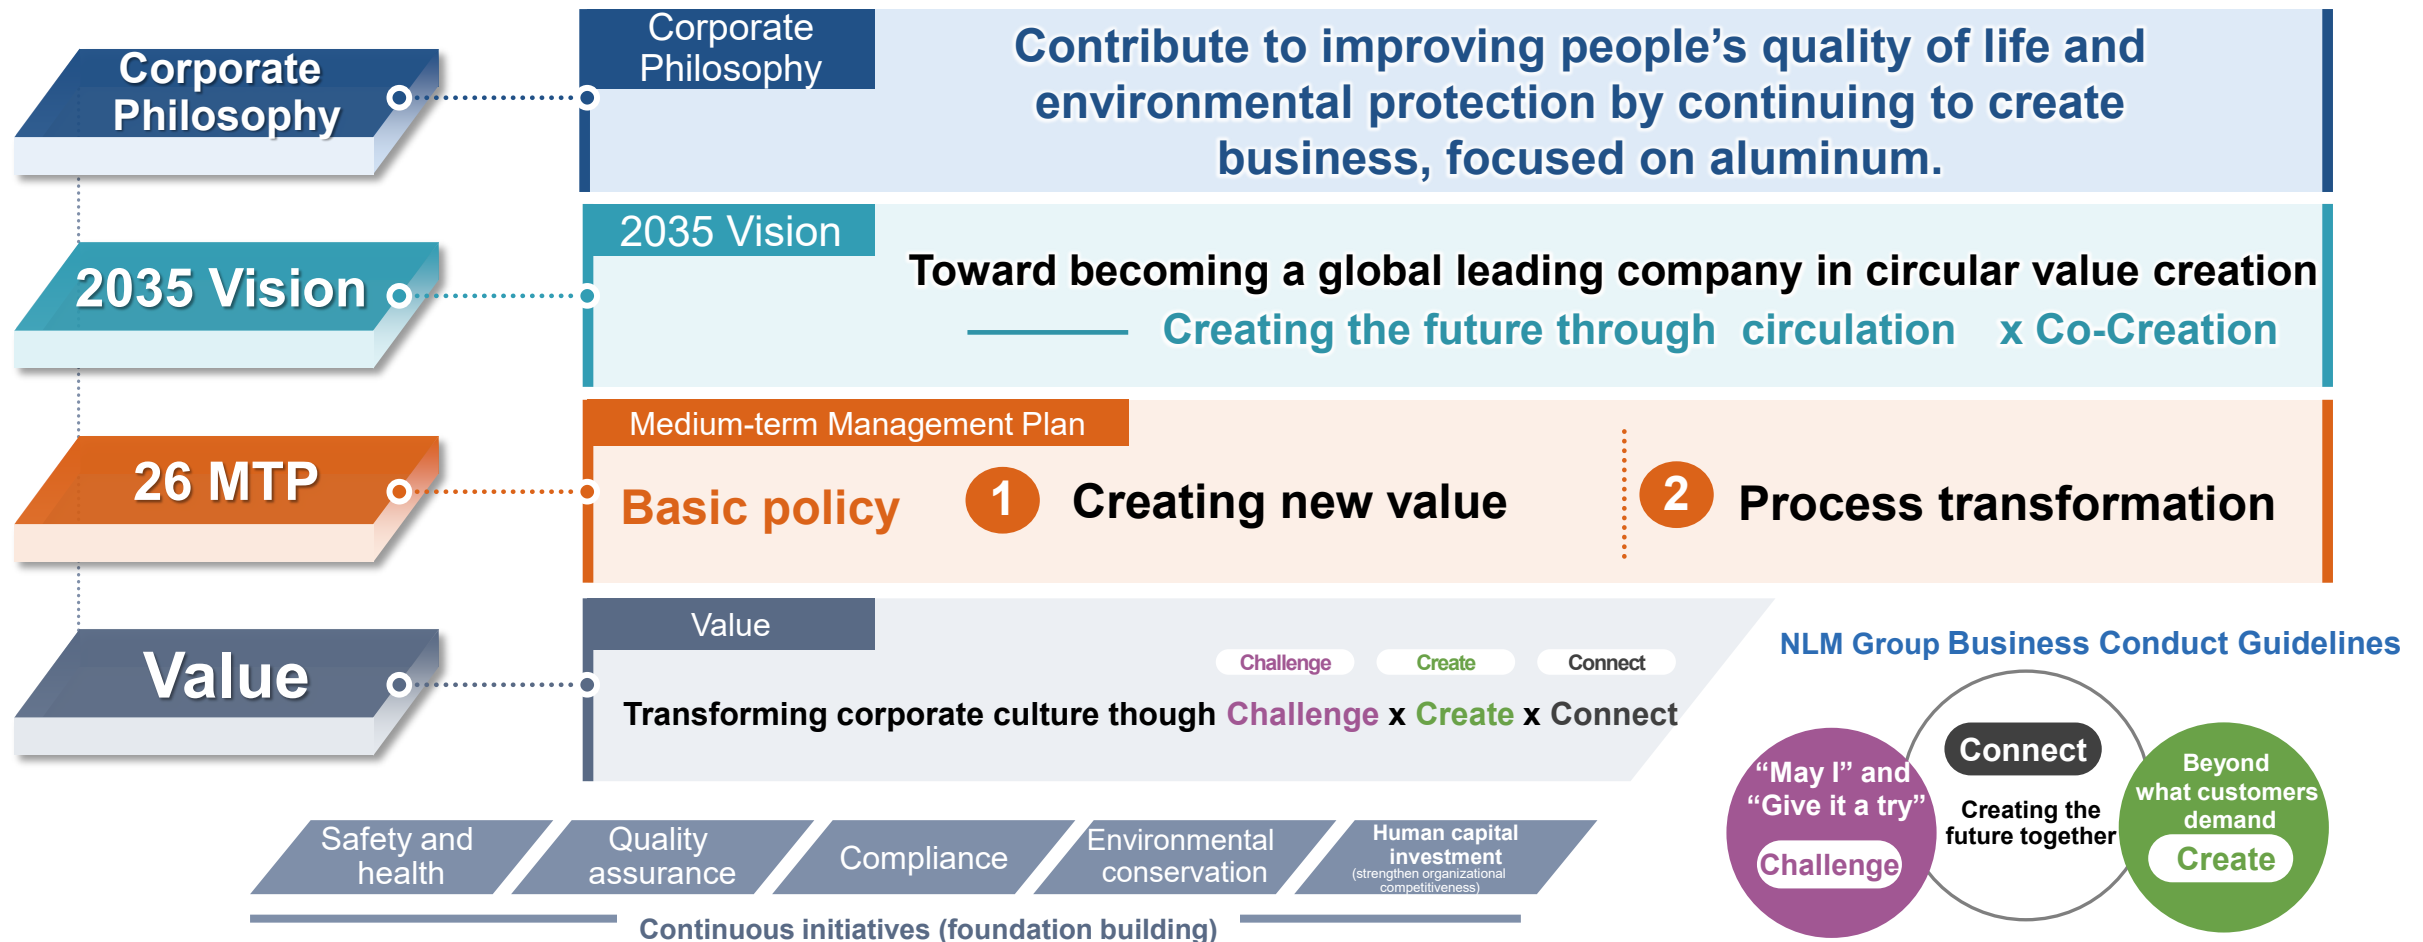 Corporate
Philosophy
Corporate
Philosophy
Contribute to improving people’s quality of life and
environmental protection by continuing to create
business, focused on aluminum.
2035 Vision
2035 Vision
Toward becoming a global leading company in circular value creation
Creating the future through circulation x Co-Creation
26 MTP
Medium-term Management Plan
Basic policy
1 Creating new value
2 Process transformation
Value
Value
Challenge Create Connect
Transforming corporate culture though Challenge x Create x Connect
NLM Group Business Conduct Guidelines
“May I” and
“Give it a try”
Challenge
Connect
Creating the
future together
Beyond
what customers
demand
Create
Safety and
health
Quality
assurance
Compliance
Environmental
conservation
Human capital
investment
(strengthen organizational
competitiveness)
Continuous initiatives (foundation building)